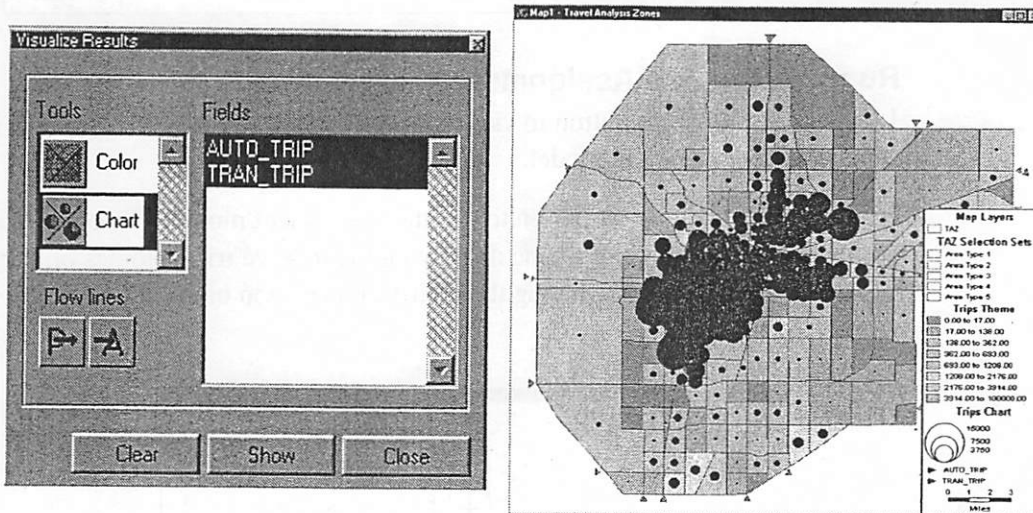 Visualize Results
Tools
Fields
Color
Chart
AUTO_TRIP
TRAN_TRIP
Flow lines
Clear
Show
Close
Map1 - Travel Analysis Zones
Map Layers
TAZ
TAZ Selection Sets
Area Type 1
Area Type 2
Area Type 3
Area Type 4
Area Type 5
Trips Theme
0.00 to 17.00
17.00 to 138.00
138.00 to 362.00
362.00 to 693.00
693.00 to 1208.00
1208.00 to 2176.00
2176.00 to 3914.00
3914.00 to 100000.00
Trips Chart
15000
7500
3750
AUTO_TRIP
TRAN_TRIP
0 1 2 3
Miles